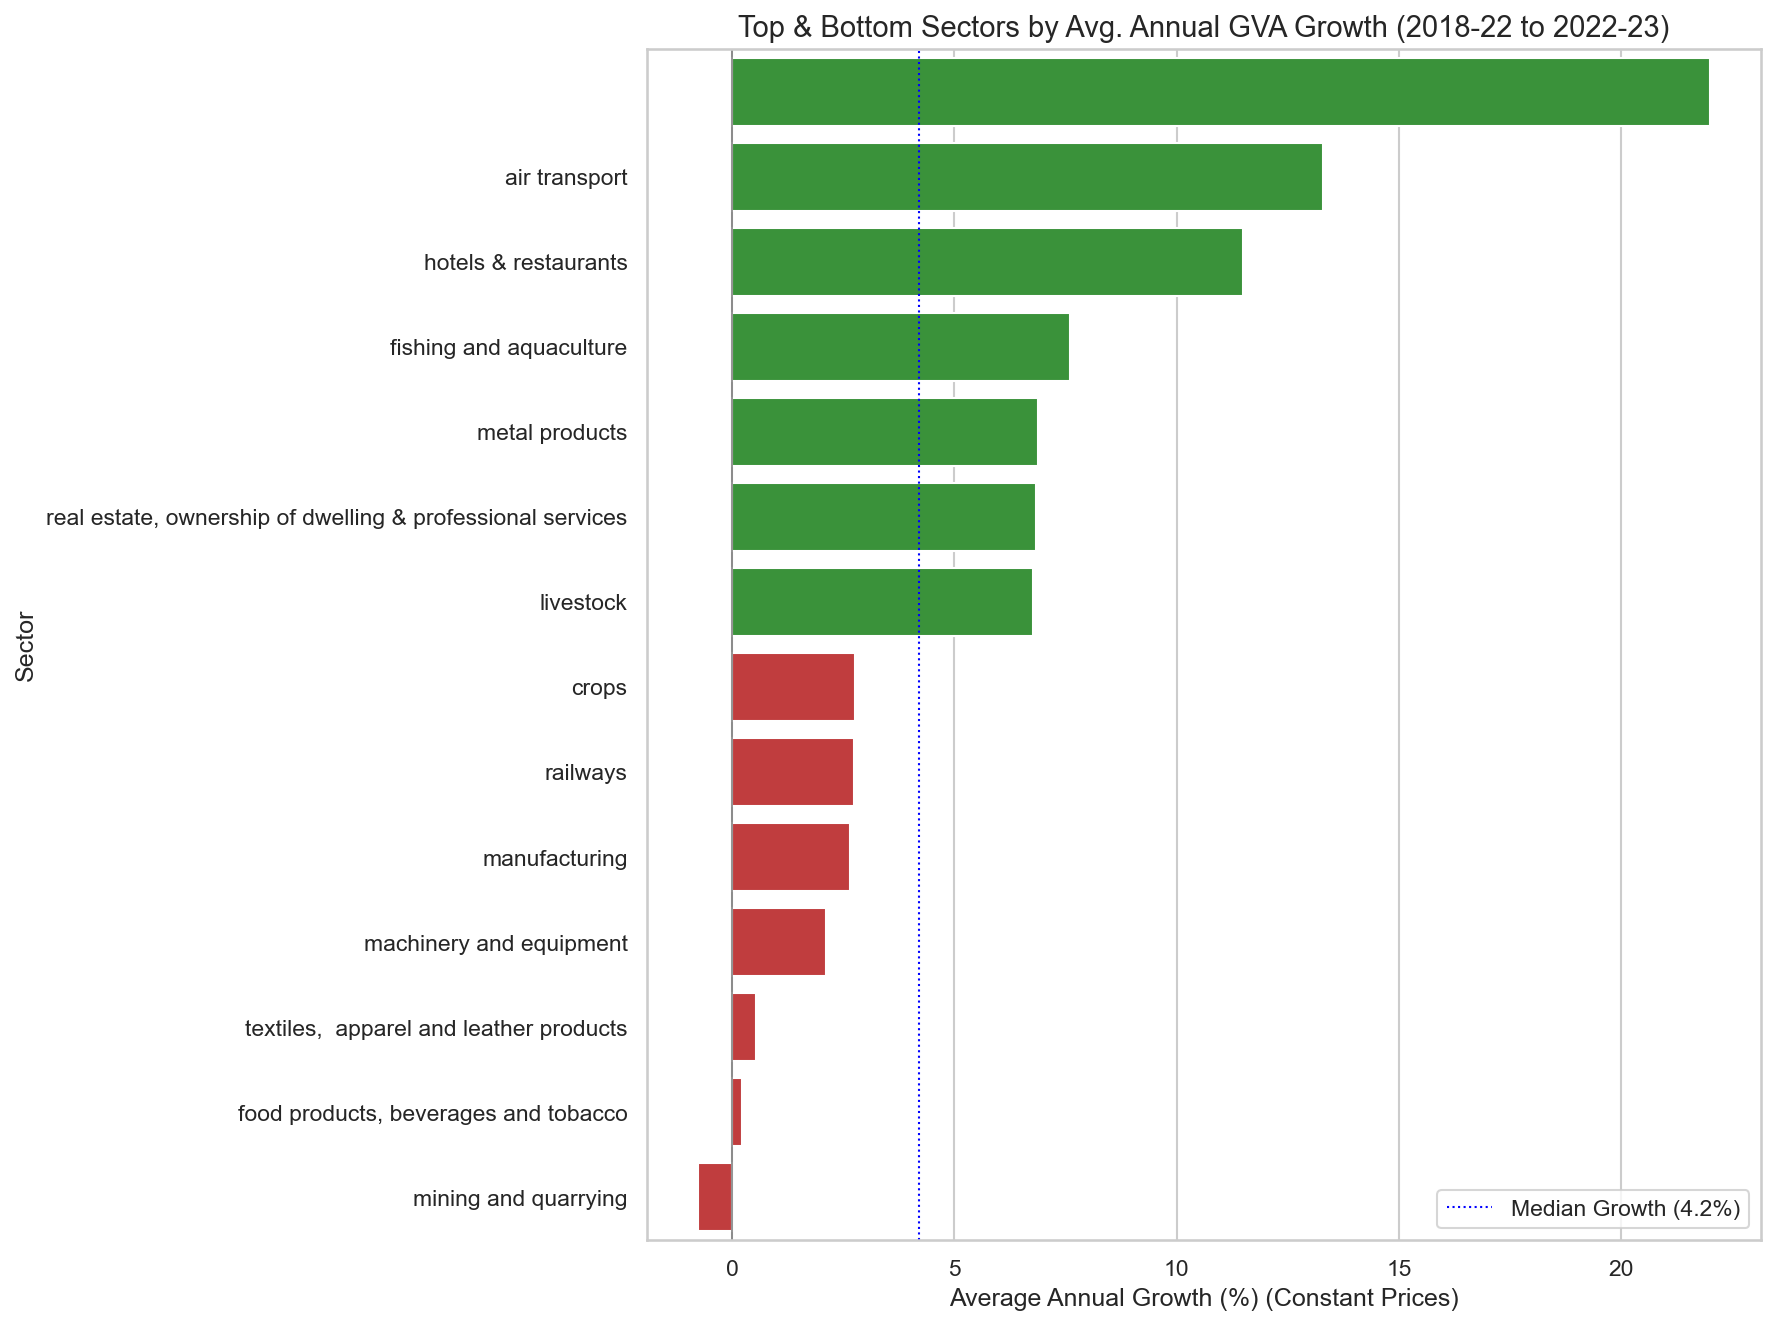 Top & Bottom Sectors by Avg. Annual GVA Growth (2018-22 to 2022-23)
air transport
hotels & restaurants
fishing and aquaculture
metal products
real estate, ownership of dwelling & professional services
livestock
crops
railways
manufacturing
machinery and equipment
textiles,  apparel and leather products
food products, beverages and tobacco
mining and quarrying
Sector
Median Growth (4.2%)
0 5 10 15 20
Average Annual Growth (%) (Constant Prices)